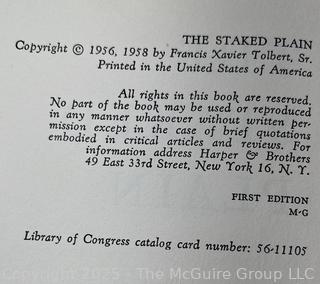 THE STAKED PLAIN
Copyright © 1956, 1958 by Francis Xavier Tolbert, Sr.
Printed in the United States of America
All rights in this book are reserved.
No part of the book may be used or reproduced
in any manner whatsoever without written per-
mission except in the case of brief quotations
embodied in critical articles and reviews. For
information address Harper & Brothers
49 East 33rd Street, New York 16, N. Y.
FIRST EDITION
M-G
Library of Congress catalog card number: 56-11105
Copyright 2025 - The McGuire Group LLC